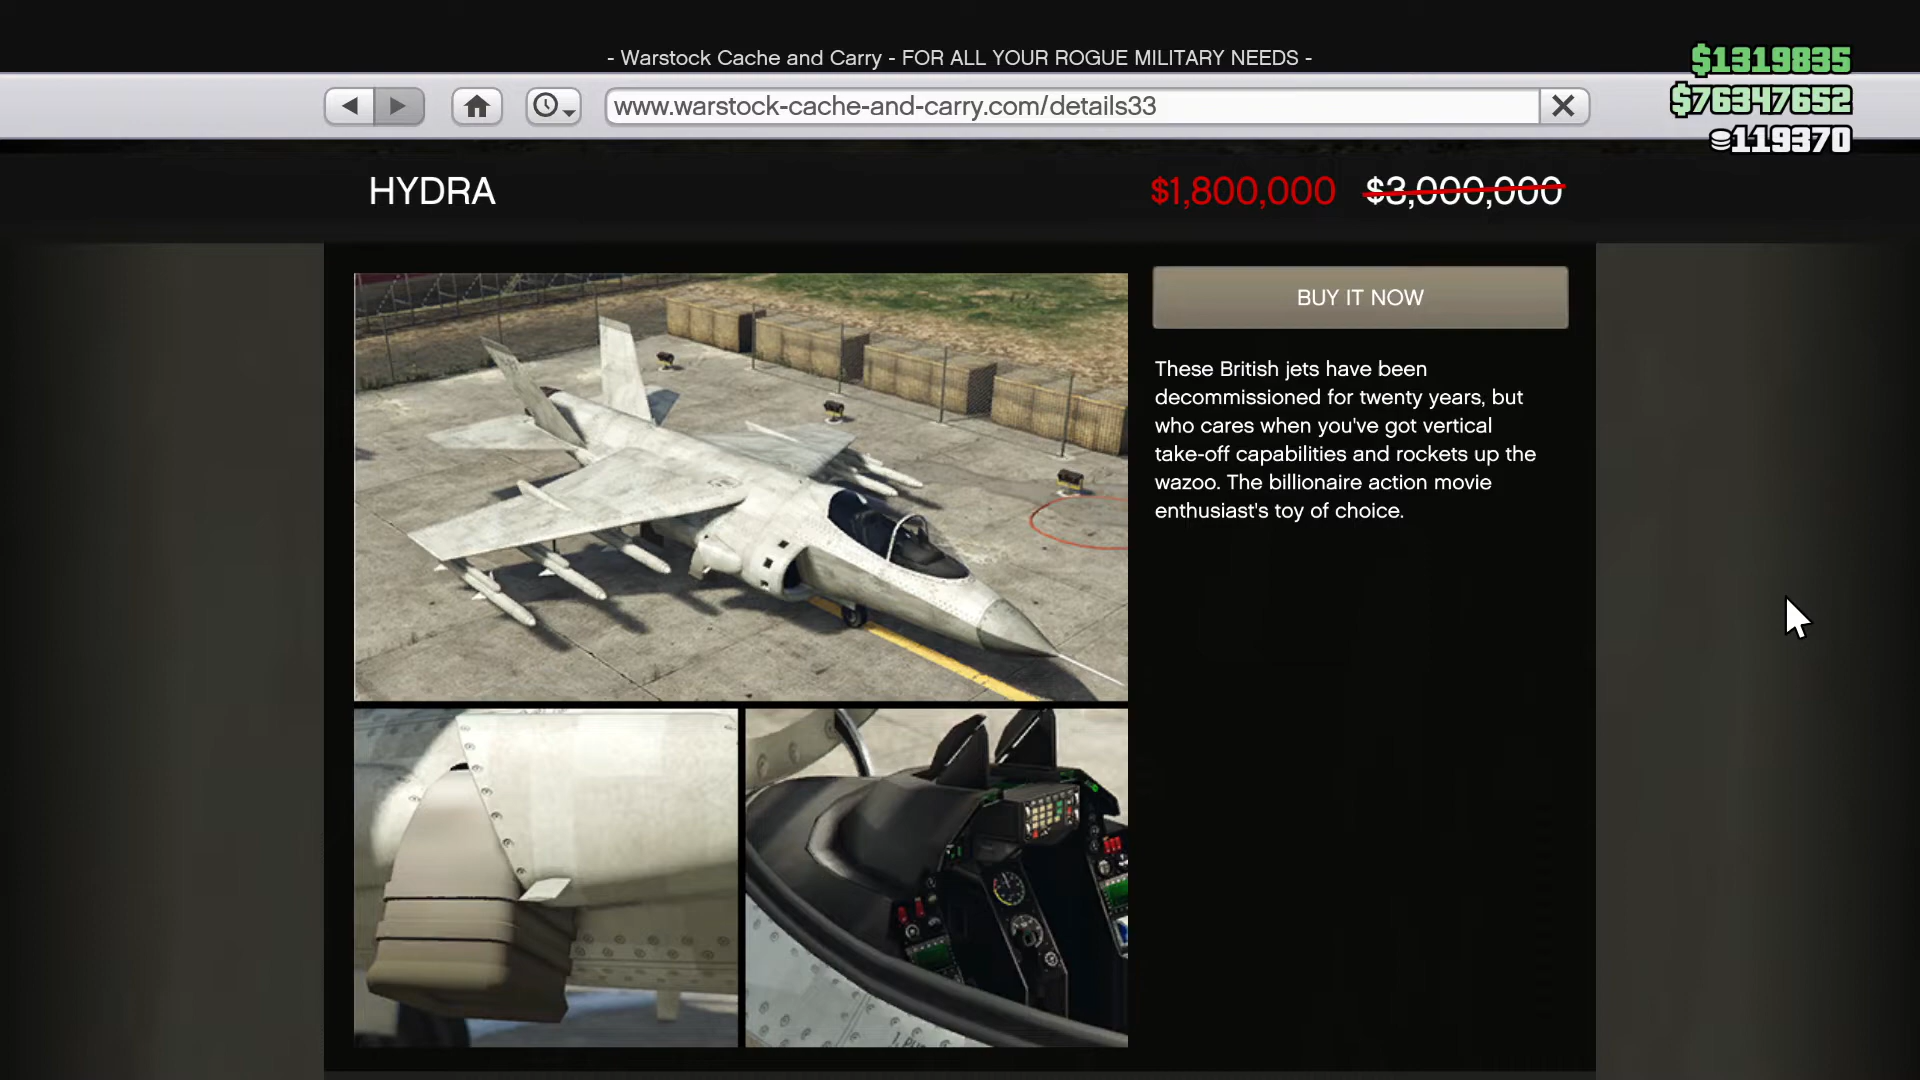 - Warstock Cache and Carry - FOR ALL YOUR ROGUE MILITARY NEEDS -
$1319835
www.warstock-cache-and-carry.com/details33
$76347652
119370
HYDRA
$1,800,000 $3,000,000
BUY IT NOW
These British jets have been
decommissioned for twenty years, but
who cares when you've got vertical
take-off capabilities and rockets up the
wazoo. The billionaire action movie
enthusiast's toy of choice.